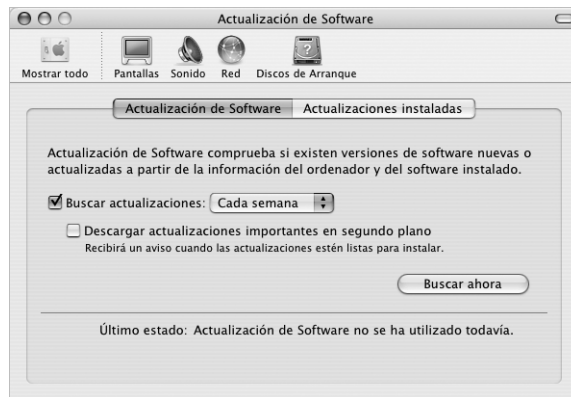 Actualización de Software
Mostrar todo Pantallas Sonido Red Discos de Arranque
Actualización de Software Actualizaciones instaladas
Actualización de Software comprueba si existen versiones de software nuevas o
actualizadas a partir de la información del ordenador y del software instalado.
Buscar actualizaciones: Cada semana
Descargar actualizaciones importantes en segundo plano
Recibirá un aviso cuando las actualizaciones estén listas para instalar.
Buscar ahora
Último estado: Actualización de Software no se ha utilizado todavía.